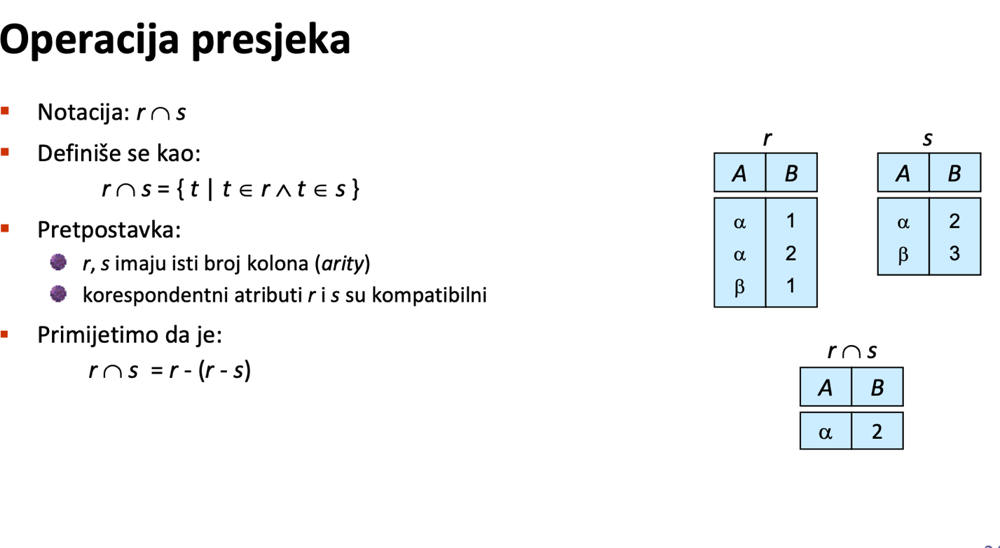 Operacija presjeka
Notacija: r ∩ s
Definiše se kao:
r ∩ s = { t | t ∈ r ∧ t ∈ s }
Pretpostavka:
r, s imaju isti broj kolona (arity)
korespondentni atributi r i s su kompatibilni
Primijetimo da je:
r ∩ s = r - (r - s)
r
A B
α 1
α 2
β 1
s
A B
α 2
β 3
r ∩ s
A B
α 2